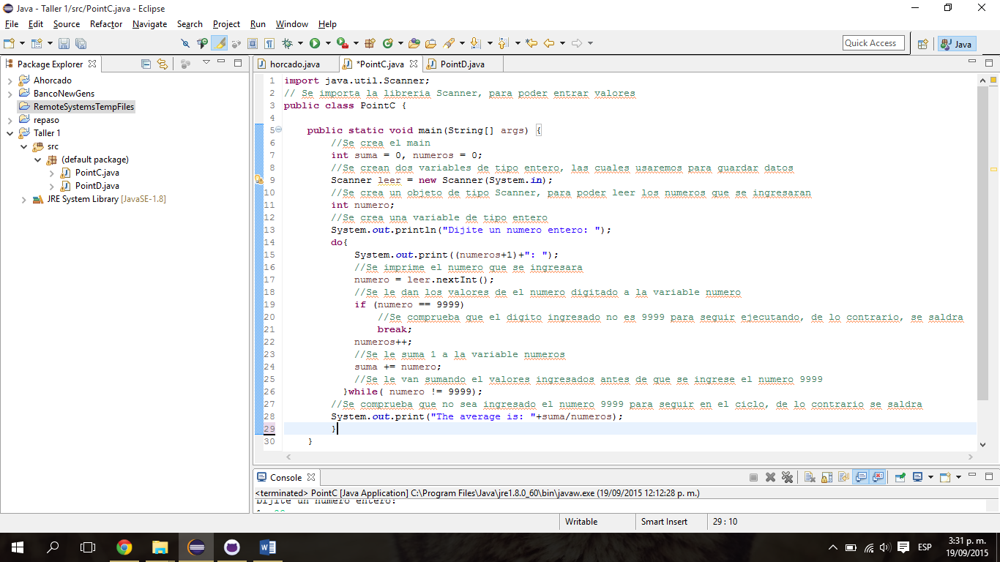 Java - Taller 1/src/PointC.java - Eclipse
File Edit Source Refactor Navigate Search Project Run Window Help
Quick Access
Java
Package Explorer
Ahorcado
BancoNewGens
RemoteSystemsTempFiles
repaso
Taller 1
src
(default package)
PointC.java
PointD.java
JRE System Library [JavaSE-1.8]
horcado.java *PointC.java PointD.java
1 import java.util.Scanner;
2 // Se importa la libreria Scanner, para poder entrar valores
3 public class PointC {
4
5 public static void main(String[] args) {
6 //Se crea el main
7 int suma = 0, numeros = 0;
8 //Se crean dos variables de tipo entero, las cuales usaremos para guardar datos
9 Scanner leer = new Scanner(System.in);
10 //Se crea un objeto de tipo Scanner, para poder leer los numeros que se ingresaran
11 int numero;
12 //Se crea una variable de tipo entero
13 System.out.println("Dijite un numero entero: ");
14 do{
15 System.out.print((numeros+1)+": ");
16 //Se imprime el numero que se ingresara
17 numero = leer.nextInt();
18 //Se le dan los valores de el numero digitado a la variable numero
19 if (numero == 9999)
20 //Se comprueba que el digito ingresado no es 9999 para seguir ejecutando, de lo contrario, se saldra
21 break;
22 numeros++;
23 //Se le suma 1 a la variable numeros
24 suma += numero;
25 //Se le van sumando el valores ingresados antes de que se ingrese el numero 9999
26 }while( numero != 9999);
27 //Se comprueba que no sea ingresado el numero 9999 para seguir en el ciclo, de lo contrario se saldra
28 System.out.print("The average is: "+suma/numeros);
29 }
30 }
Console
<terminated> PointC [Java Application] C:\Program Files\Java\jre1.8.0_60\bin\javaw.exe (19/09/2015 12:12:28 p. m.)
Dijite un numero entero:
Writable Smart Insert 29 : 10
ESP
3:31 p. m.
19/09/2015